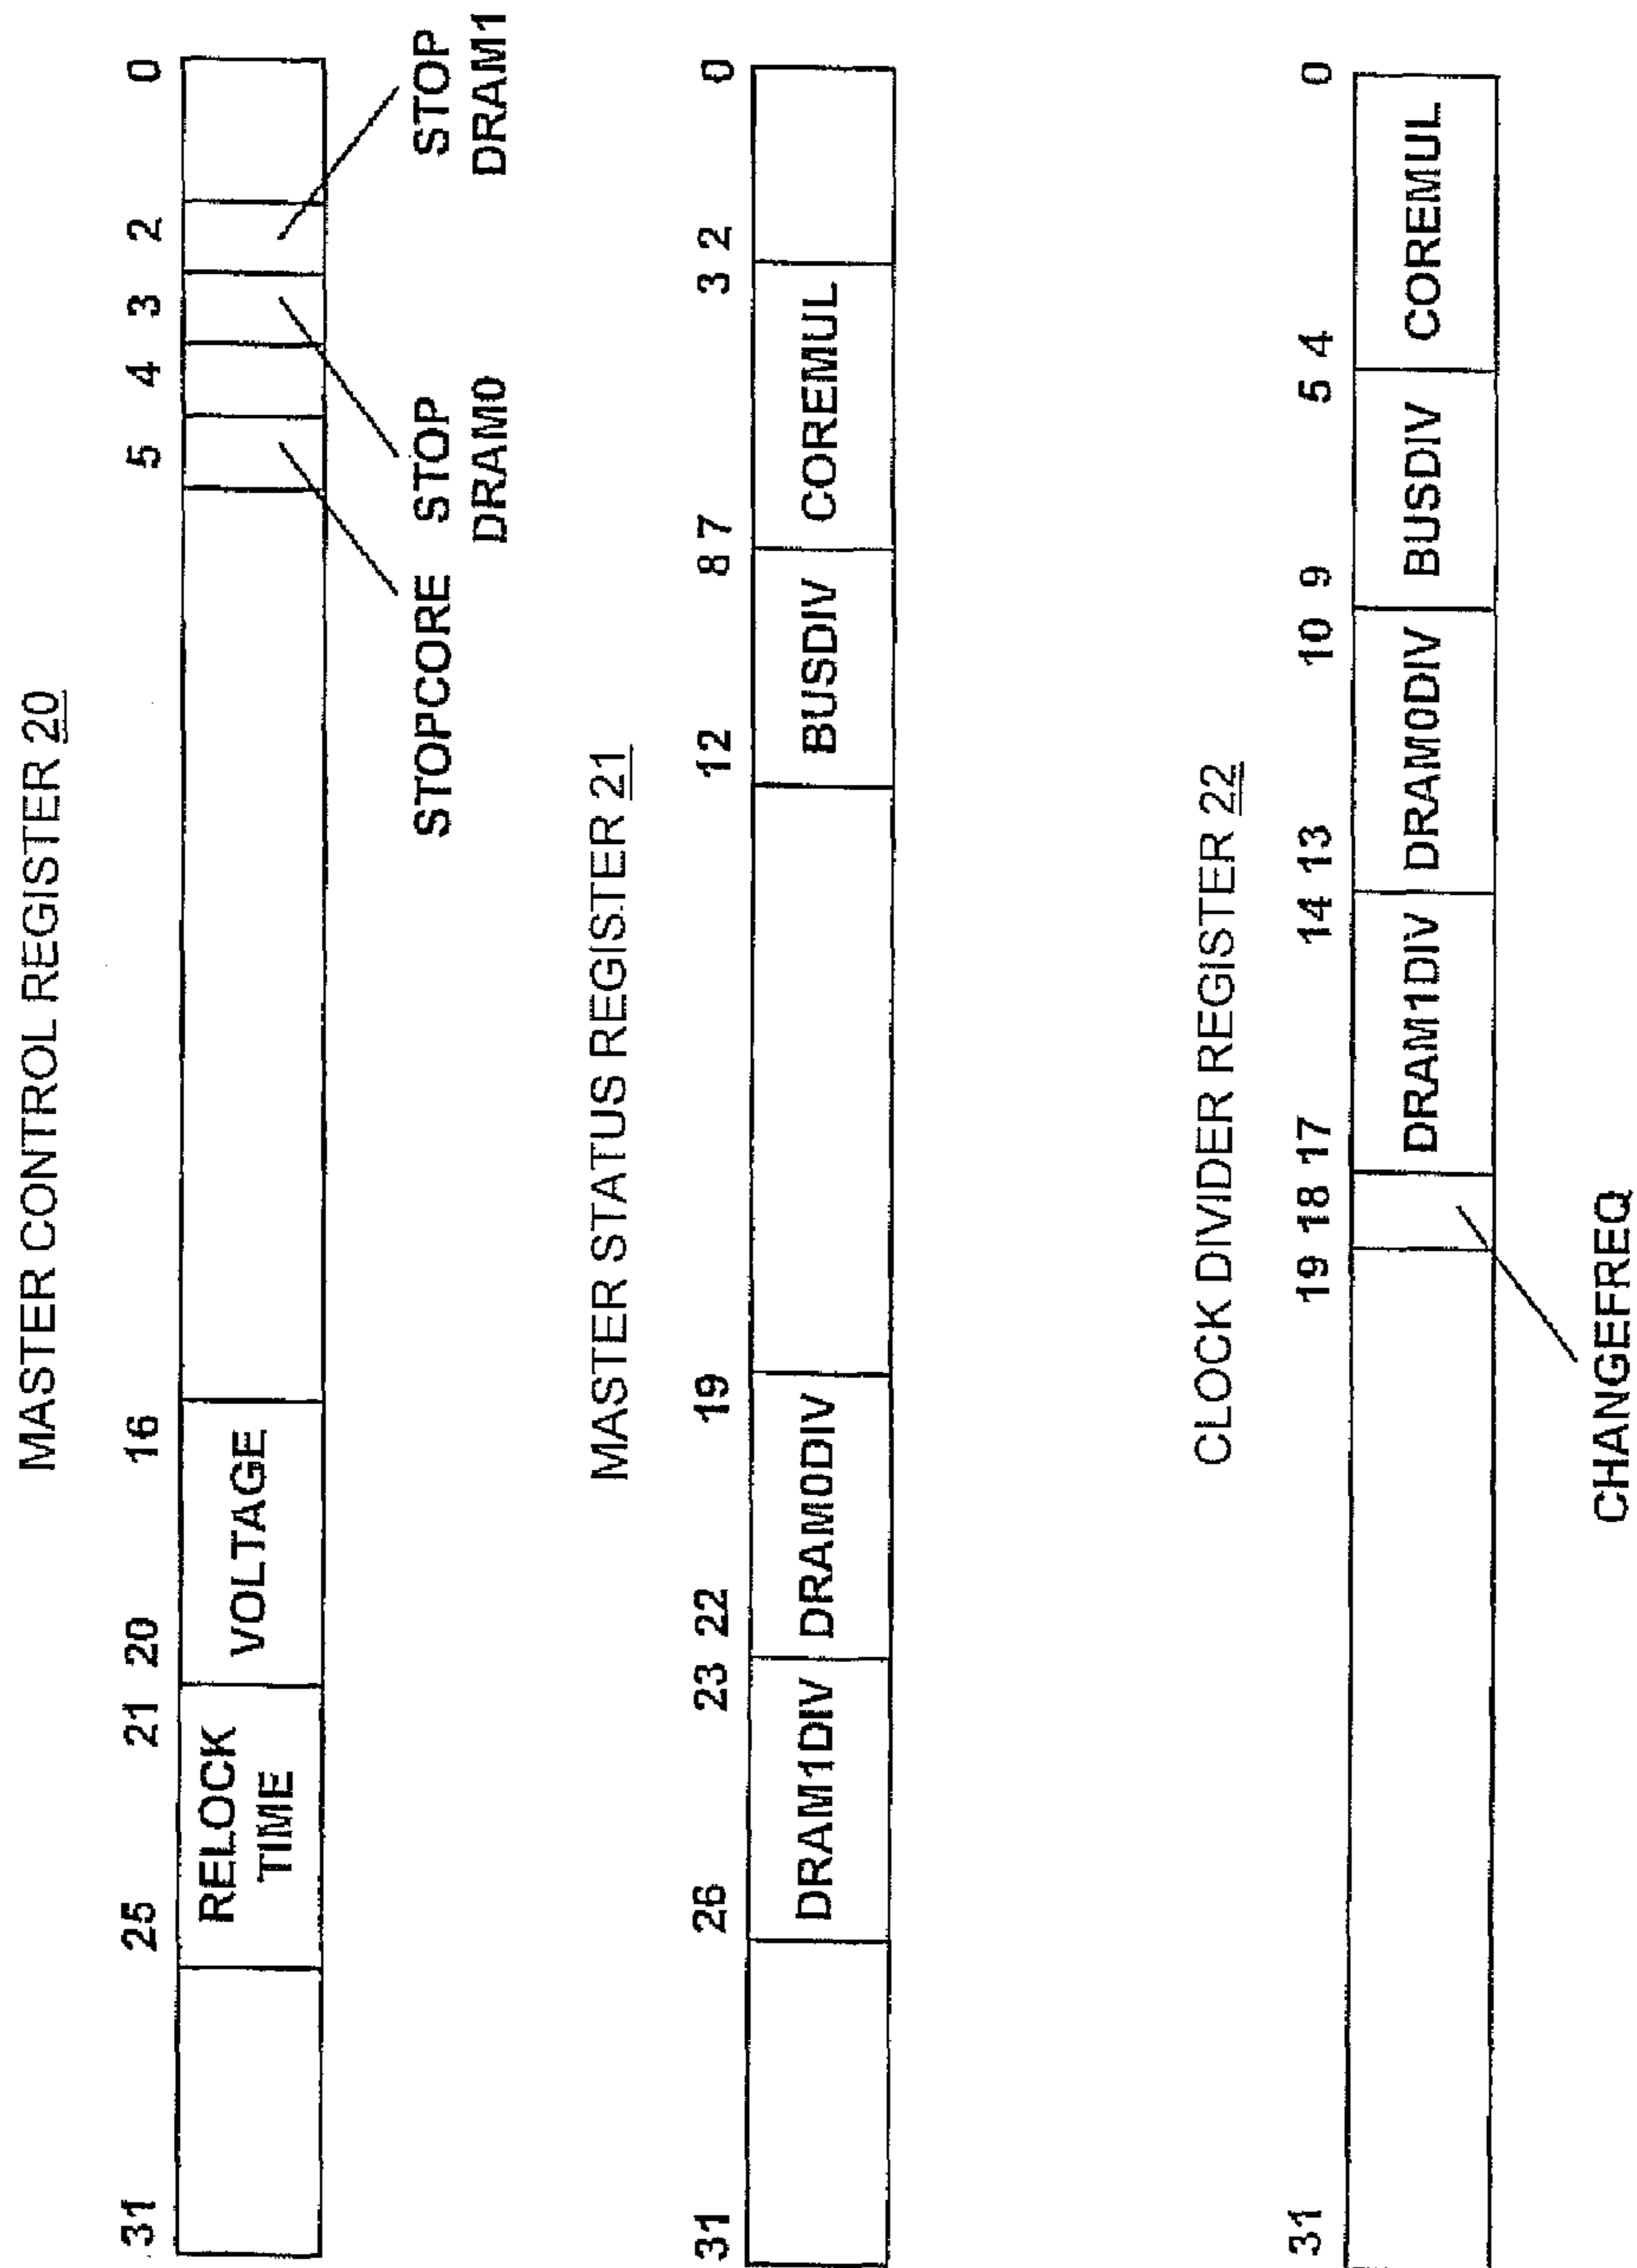 MASTER CONTROL REGISTER 20
31 25 21 20 16 5 4 3 2 0
RELOCK
TIME
VOLTAGE
STOPCORE
STOP
DRAM0
STOP
DRAM1
MASTER STATUS REGISTER 21
31 26 23 22 19 12 8 7 3 2 0
DRAM1DIV DRAM0DIV BUSDIV COREMUL
CLOCK DIVIDER REGISTER 22
31 19 18 17 14 13 10 9 5 4 0
DRAM1DIV DRAM0DIV BUSDIV COREMUL
CHANGEFREQ